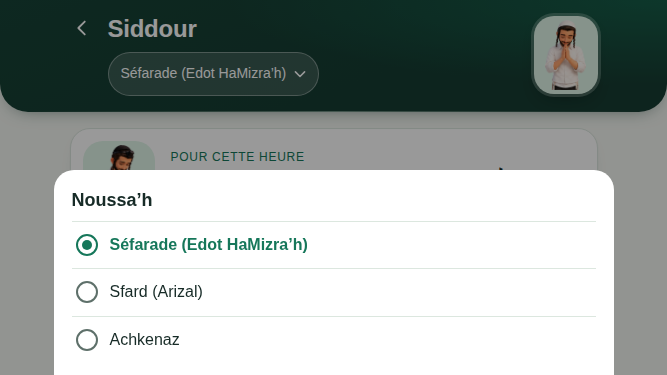 Siddour
Séfarade (Edot HaMizra’h)
POUR CETTE HEURE
Noussa’h
Séfarade (Edot HaMizra’h)
Sfard (Arizal)
Achkenaz